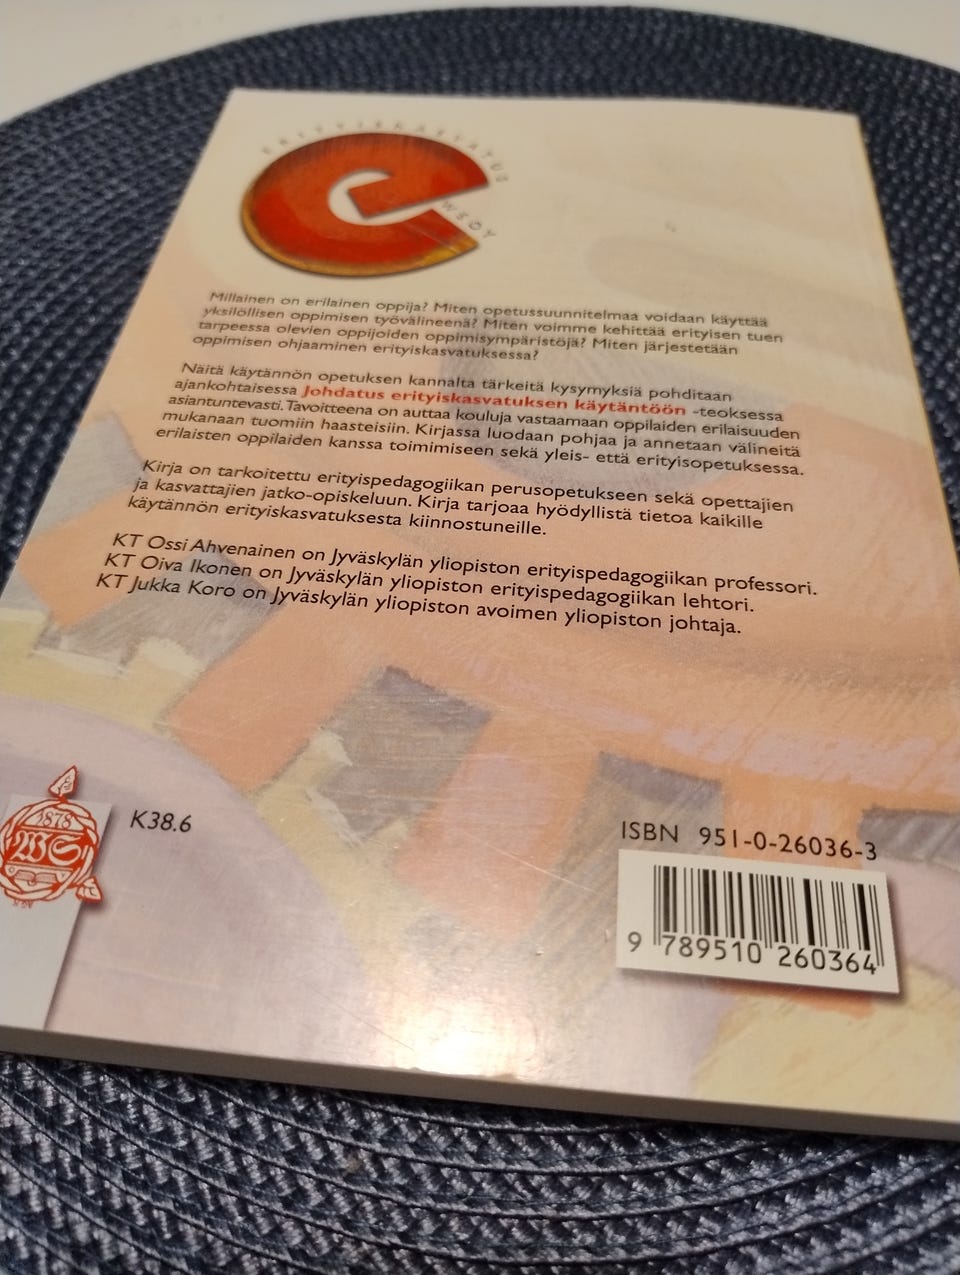 ERITYISKASVATUS
WSOY
Millainen on erilainen oppija? Miten opetussuunnitelmaa voidaan käyttää
yksilöllisen oppimisen työvälineenä? Miten voimme kehittää erityisen tuen
tarpeessa olevien oppijoiden oppimisympäristöjä? Miten järjestetään
oppimisen ohjaaminen erityiskasvatuksessa?
Näitä käytännön opetuksen kannalta tärkeitä kysymyksiä pohditaan
ajankohtaisessa Johdatus erityiskasvatuksen käytäntöön -teoksessa
asiantuntevasti. Tavoitteena on auttaa kouluja vastaamaan oppilaiden erilaisuuden
mukanaan tuomiin haasteisiin. Kirjassa luodaan pohjaa ja annetaan välineitä
erilaisten oppilaiden kanssa toimimiseen sekä yleis- että erityisopetuksessa.
Kirja on tarkoitettu erityispedagogiikan perusopetukseen sekä opettajien
ja kasvattajien jatko-opiskeluun. Kirja tarjoaa hyödyllistä tietoa kaikille
käytännön erityiskasvatuksesta kiinnostuneille.
KT Ossi Ahvenainen on Jyväskylän yliopiston erityispedagogiikan professori.
KT Oiva Ikonen on Jyväskylän yliopiston erityispedagogiikan lehtori.
KT Jukka Koro on Jyväskylän yliopiston avoimen yliopiston johtaja.
1878
WS
K38.6
ISBN 951-0-26036-3
9 789510 260364